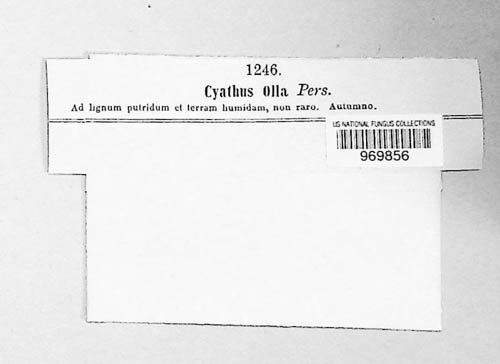 1246.
Cyathus Olla Pers.
Ad lignum putridum et terram humidam, non raro. Autumno.
US NATIONAL FUNGUS COLLECTIONS
969856